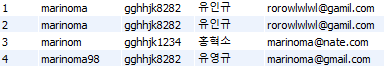 1 marinoma gghhjk8282 유인규 rorowlwlwl@gamil.com
2 marinoma gghhjk8282 유인규 rorowlwlwl@gamil.com
3 marinom gghhjk1234 홍혁소 marinoma@nate.com
4 marinoma98 gghhjk8282 유영규 marinoma@gmail.com